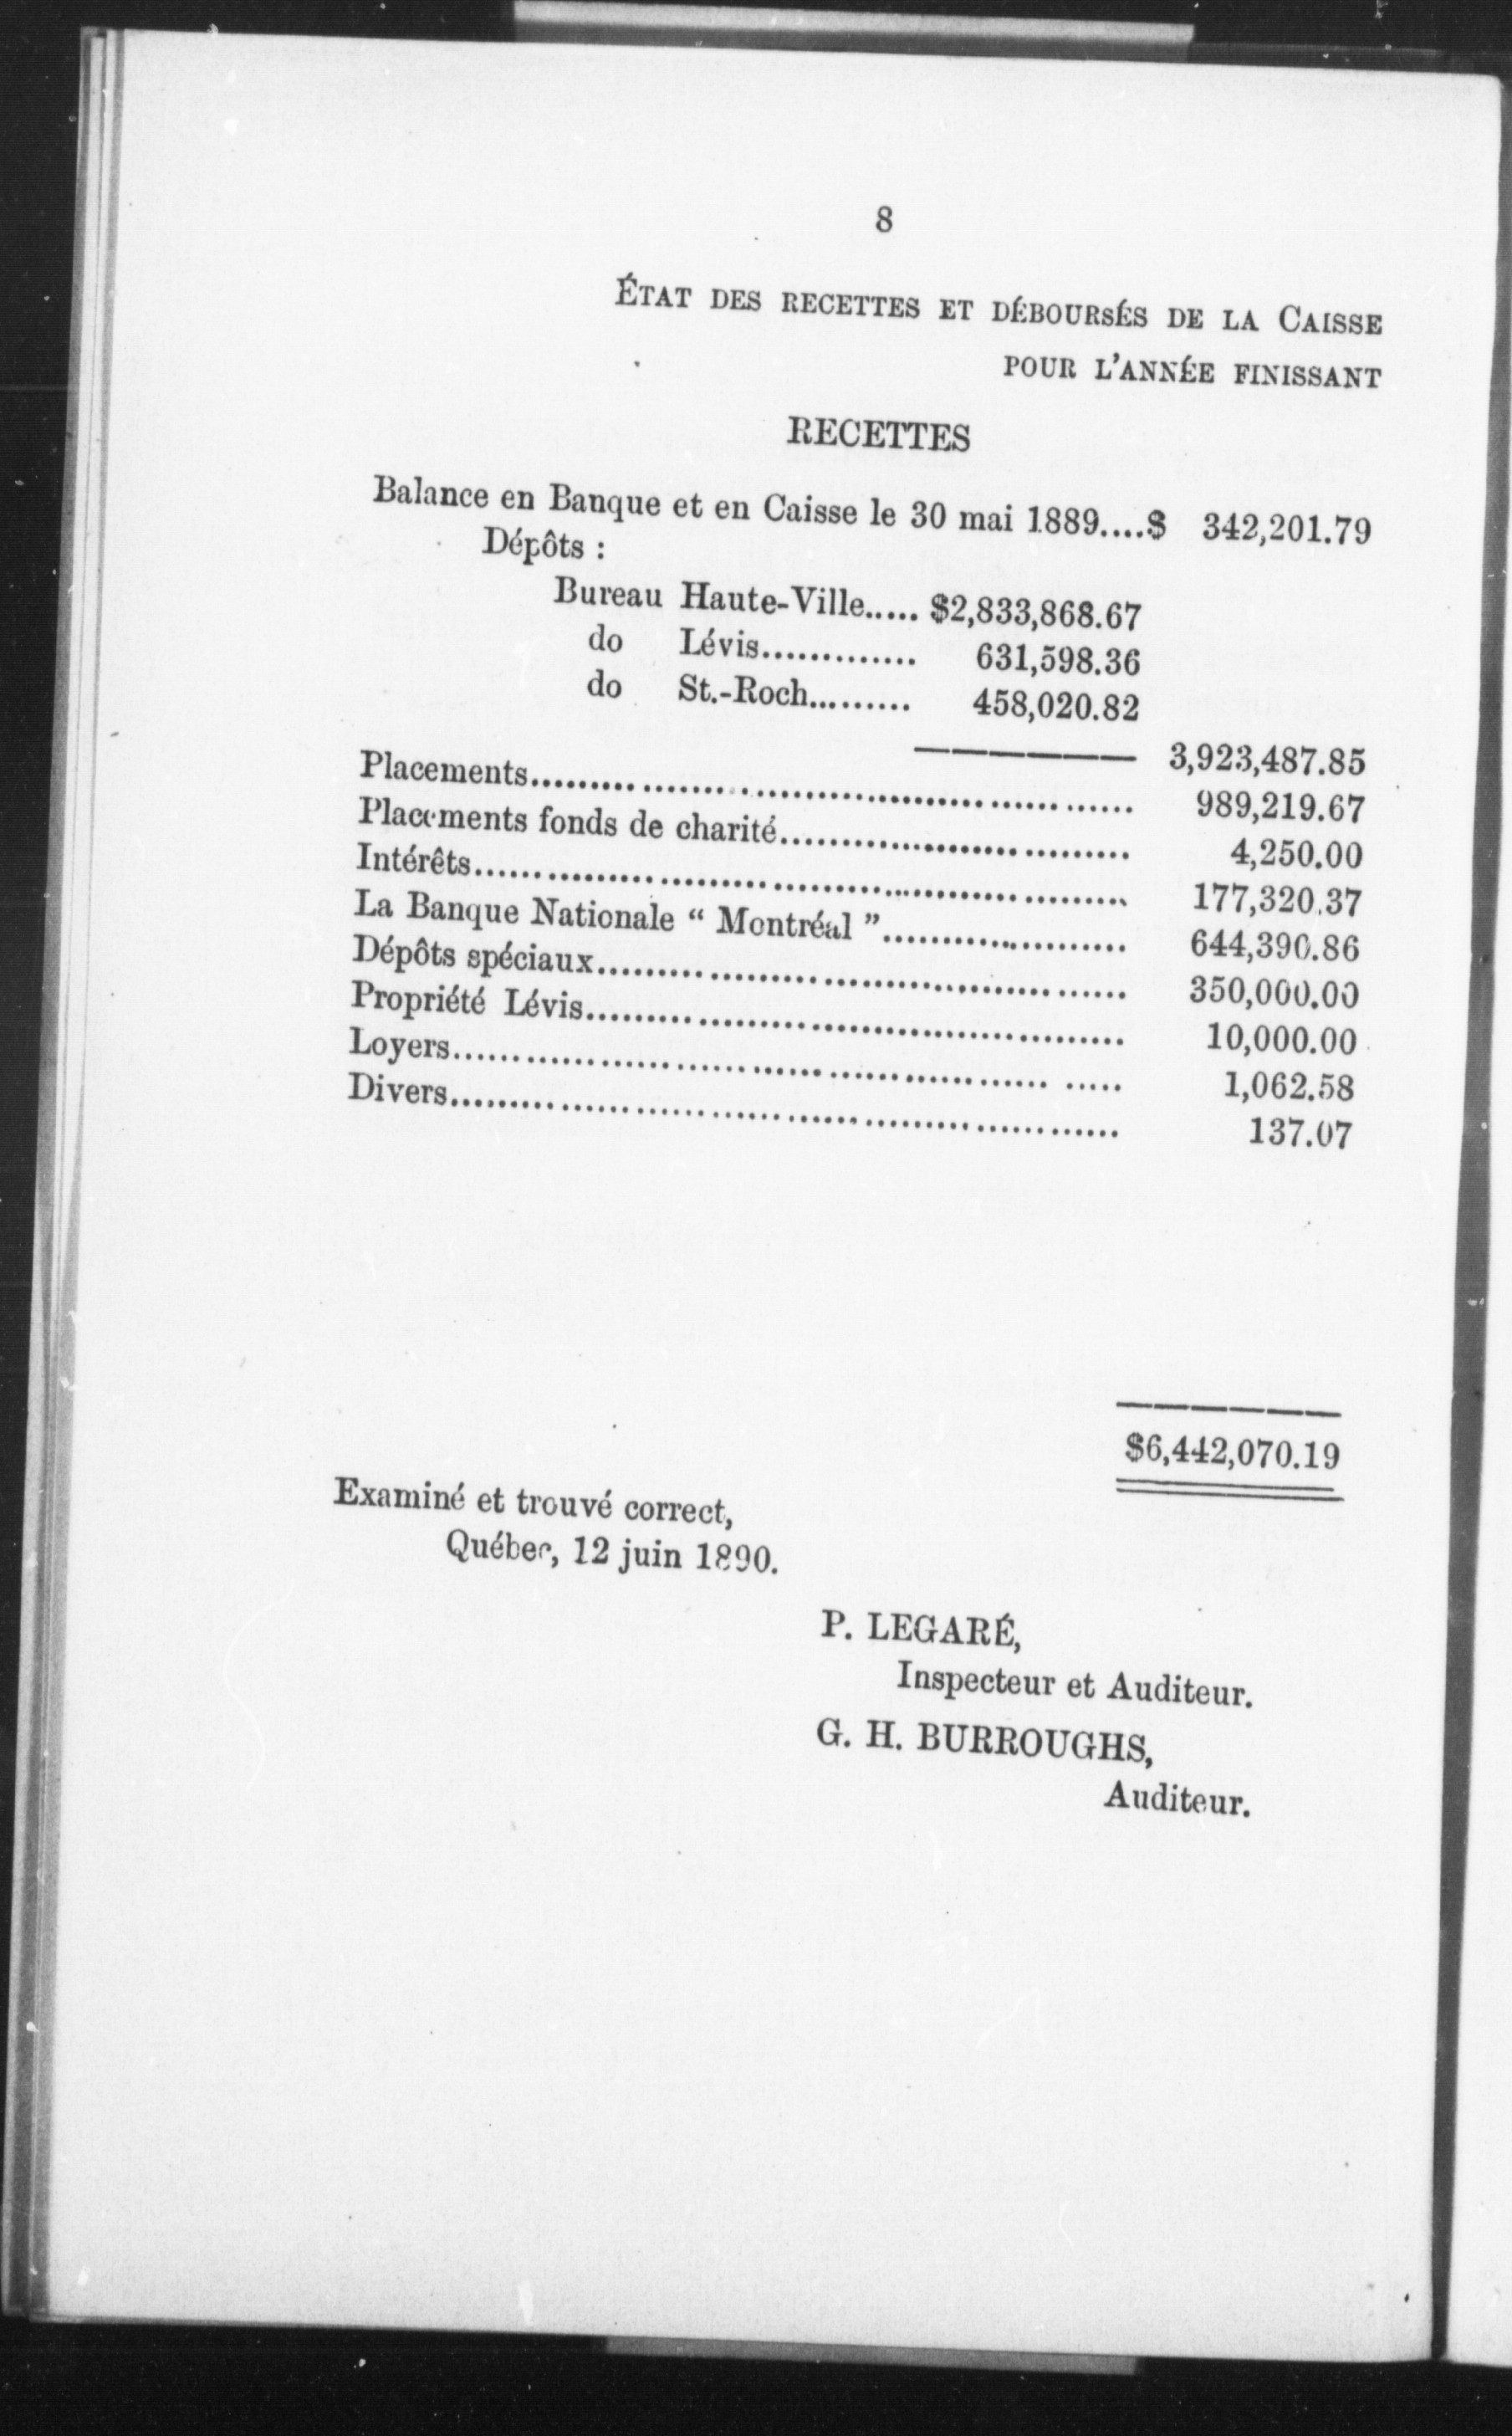 8
ÉTAT DES RECETTES ET DÉBOURSÉS DE LA CAISSE
POUR L'ANNÉE FINISSANT
RECETTES
Balance en Banque et en Caisse le 30 mai 1889....$ 342,201.79
Dépôts :
Bureau Haute-Ville..... $2,833,868.67
do Lévis............. 631,598.36
do St.-Roch......... 458,020.82
3,923,487.85
Placements.................................................. 989,219.67
Placements fonds de charité............................. 4,250.00
Intérêts...................................................... 177,320.37
La Banque Nationale “ Montréal ”.................... 644,390.86
Dépôts spéciaux........................................... 350,000.00
Propriété Lévis............................................ 10,000.00
Loyers....................................................... 1,062.58
Divers....................................................... 137.07
$6,442,070.19
Examiné et trouvé correct,
Québec, 12 juin 1890.
P. LEGARÉ,
Inspecteur et Auditeur.
G. H. BURROUGHS,
Auditeur.